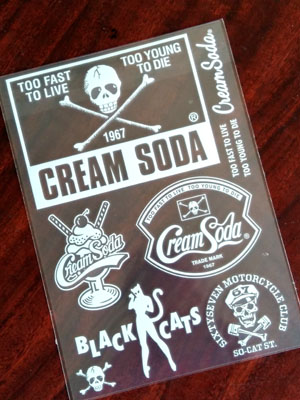 TOO FAST
TO LIVE
TOO YOUNG
TO DIE
1967
®
CREAM SODA
Cream Soda®
TOO FAST TO LIVE
TOO YOUNG TO DIE
Cream Soda
TOO FAST TO LIVE TOO YOUNG TO DIE
Cream Soda®
TRADE MARK
1967
BLACK CATS
SIXTYSEVEN MOTORCYCLE CLUB
SO-CAT ST.